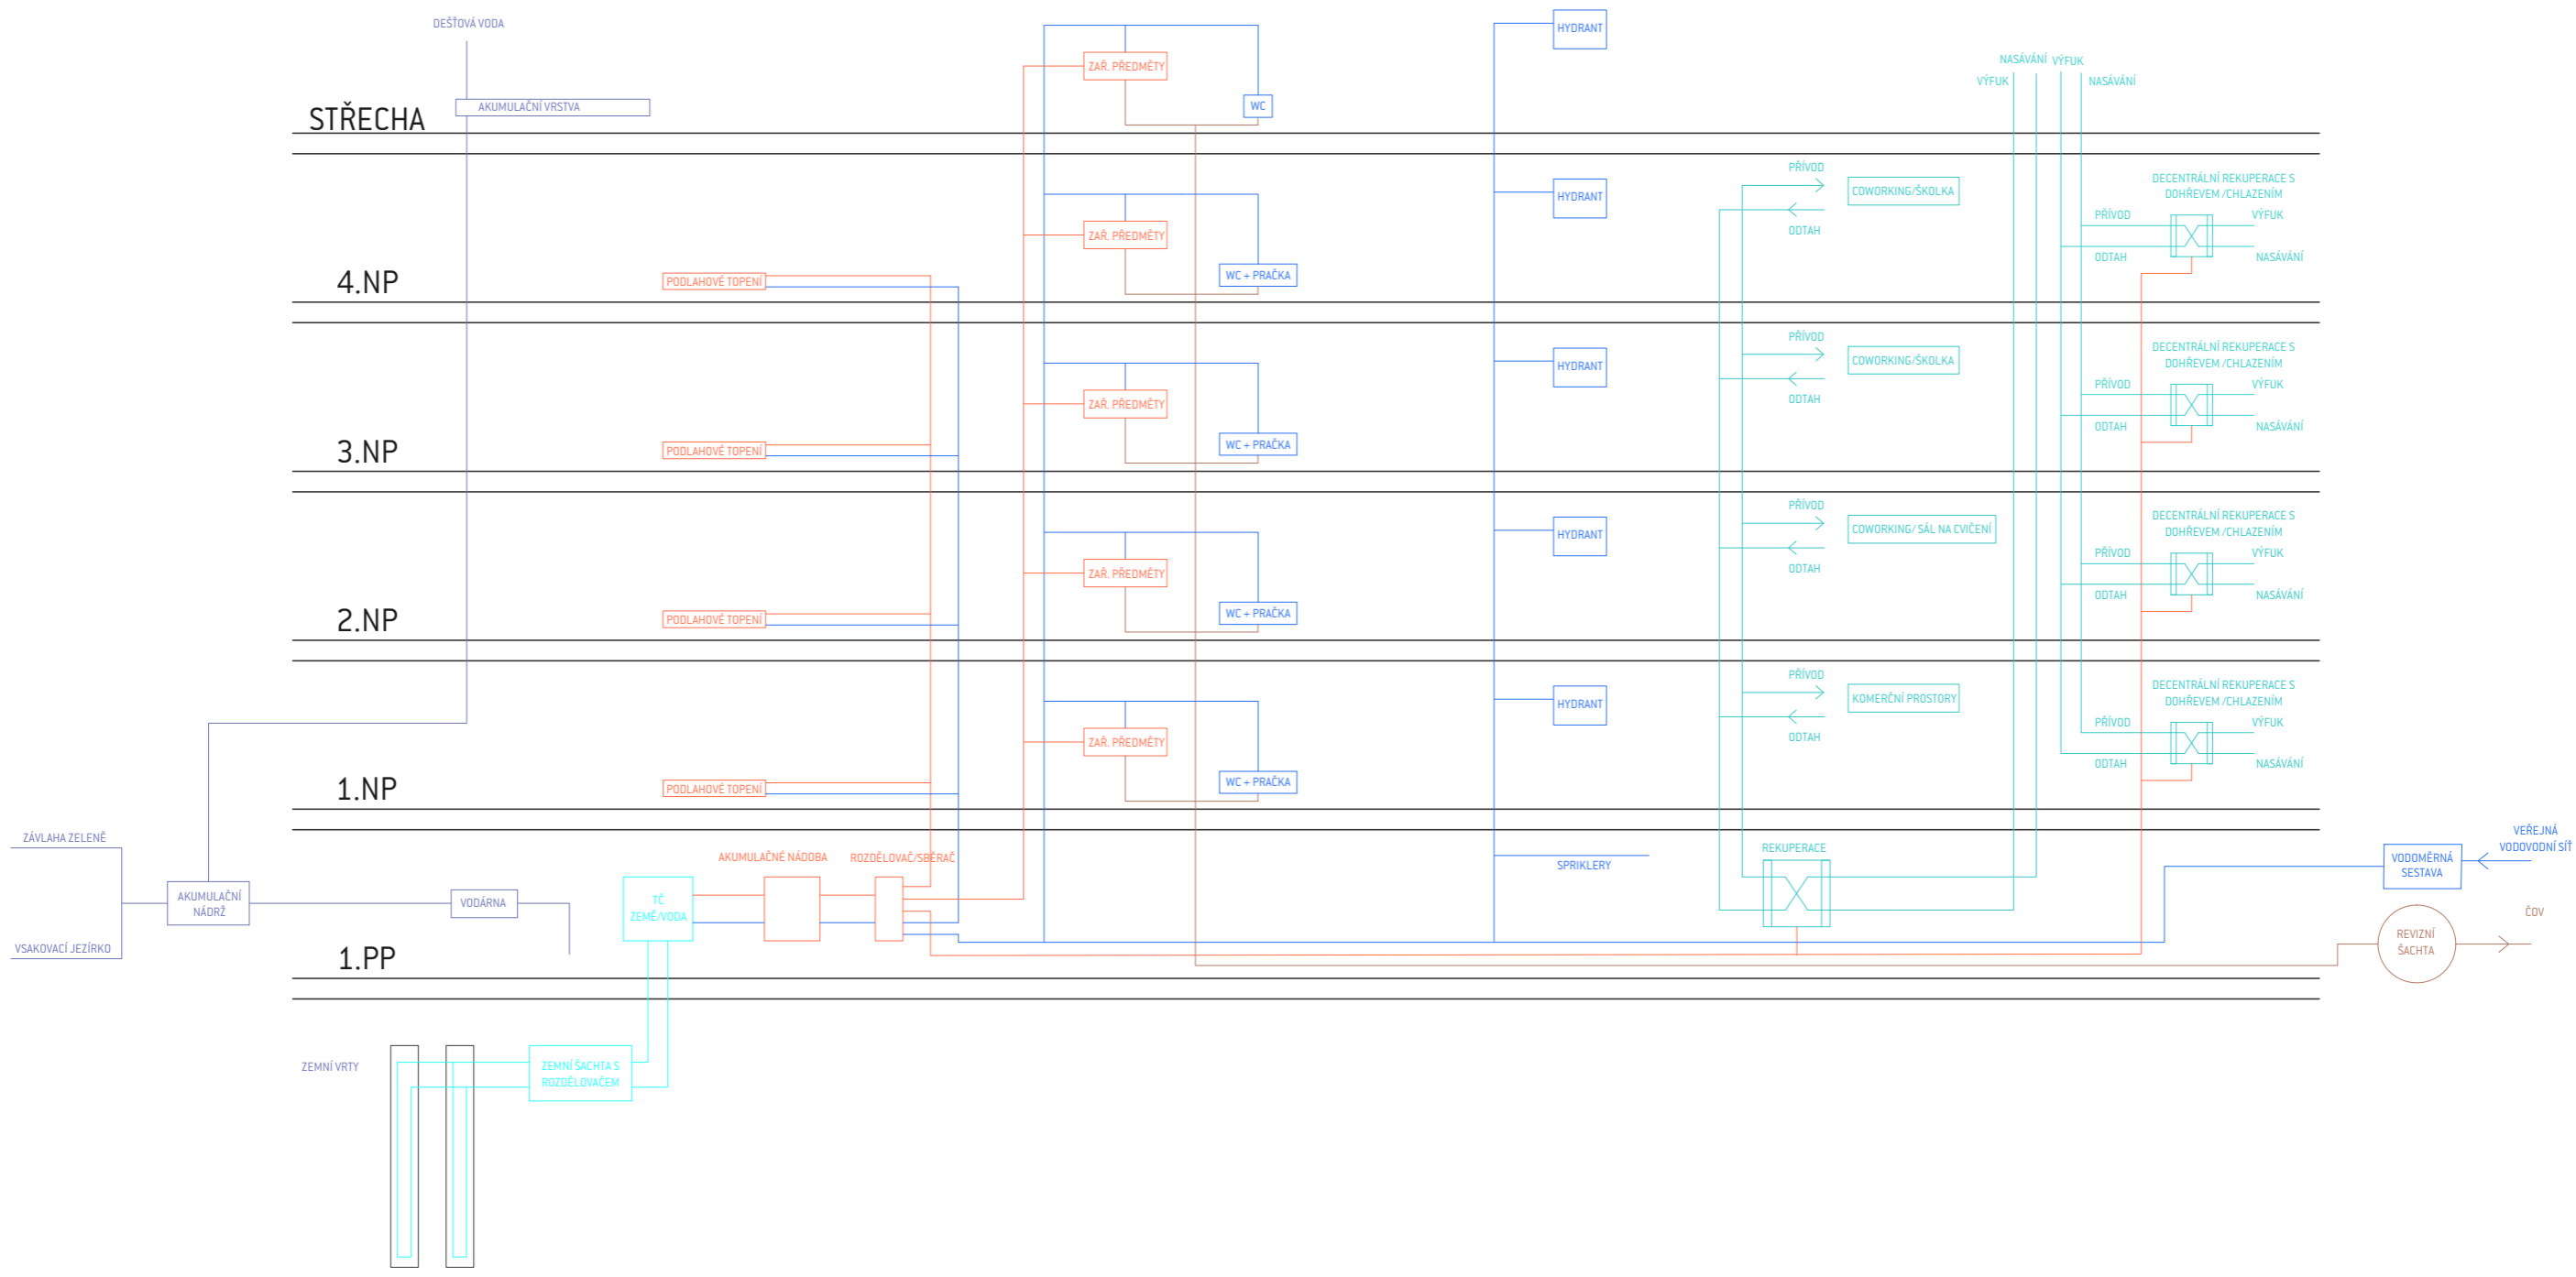 DEŠŤOVÁ VODA
AKUMULAČNÍ VRSTVA
STŘECHA
ZAŘ. PŘEDMĚTY
WC
HYDRANT
NASÁVÁNÍ
VÝFUK
VÝFUK
NASÁVÁNÍ
4.NP
PODLAHOVÉ TOPENÍ
ZAŘ. PŘEDMĚTY
WC + PRAČKA
HYDRANT
PŘÍVOD
ODTAH
COWORKING/ŠKOLKA
DECENTRÁLNÍ REKUPERACE S
DOHŘEVEM /CHLAZENÍM
PŘÍVOD
VÝFUK
ODTAH
NASÁVÁNÍ
3.NP
PODLAHOVÉ TOPENÍ
ZAŘ. PŘEDMĚTY
WC + PRAČKA
HYDRANT
PŘÍVOD
ODTAH
COWORKING/ŠKOLKA
DECENTRÁLNÍ REKUPERACE S
DOHŘEVEM /CHLAZENÍM
PŘÍVOD
VÝFUK
ODTAH
NASÁVÁNÍ
2.NP
PODLAHOVÉ TOPENÍ
ZAŘ. PŘEDMĚTY
WC + PRAČKA
HYDRANT
PŘÍVOD
ODTAH
COWORKING/ SÁL NA CVIČENÍ
DECENTRÁLNÍ REKUPERACE S
DOHŘEVEM /CHLAZENÍM
PŘÍVOD
VÝFUK
ODTAH
NASÁVÁNÍ
1.NP
PODLAHOVÉ TOPENÍ
ZAŘ. PŘEDMĚTY
WC + PRAČKA
HYDRANT
PŘÍVOD
ODTAH
KOMERČNÍ PROSTORY
DECENTRÁLNÍ REKUPERACE S
DOHŘEVEM /CHLAZENÍM
PŘÍVOD
VÝFUK
ODTAH
NASÁVÁNÍ
ZÁVLAHA ZELENĚ
AKUMULAČNÍ
NÁDRŽ
VSAKOVACÍ JEZÍRKO
VODÁRNA
1.PP
TČ
ZEMĚ/VODA
AKUMULAČNÉ NÁDOBA
ROZDĚLOVAČ/SBĚRAČ
SPRIKLERY
REKUPERACE
VODOMĚRNÁ
SESTAVA
VEŘEJNÁ
VODOVODNÍ SÍŤ
REVIZNÍ
ŠACHTA
ČOV
ZEMNÍ VRTY
ZEMNÍ ŠACHTA S
ROZDĚLOVAČEM